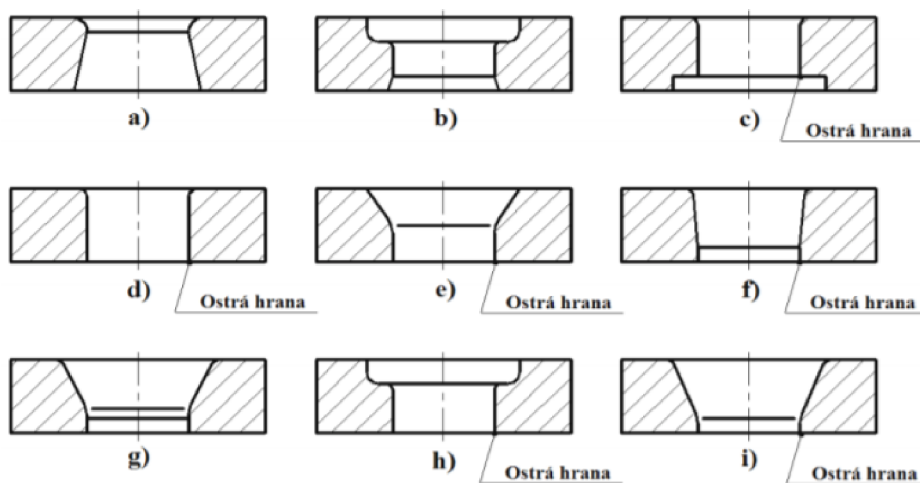 a)
b)
c)
Ostrá hrana
d)
Ostrá hrana
e)
Ostrá hrana
f)
Ostrá hrana
g)
h)
Ostrá hrana
i)
Ostrá hrana